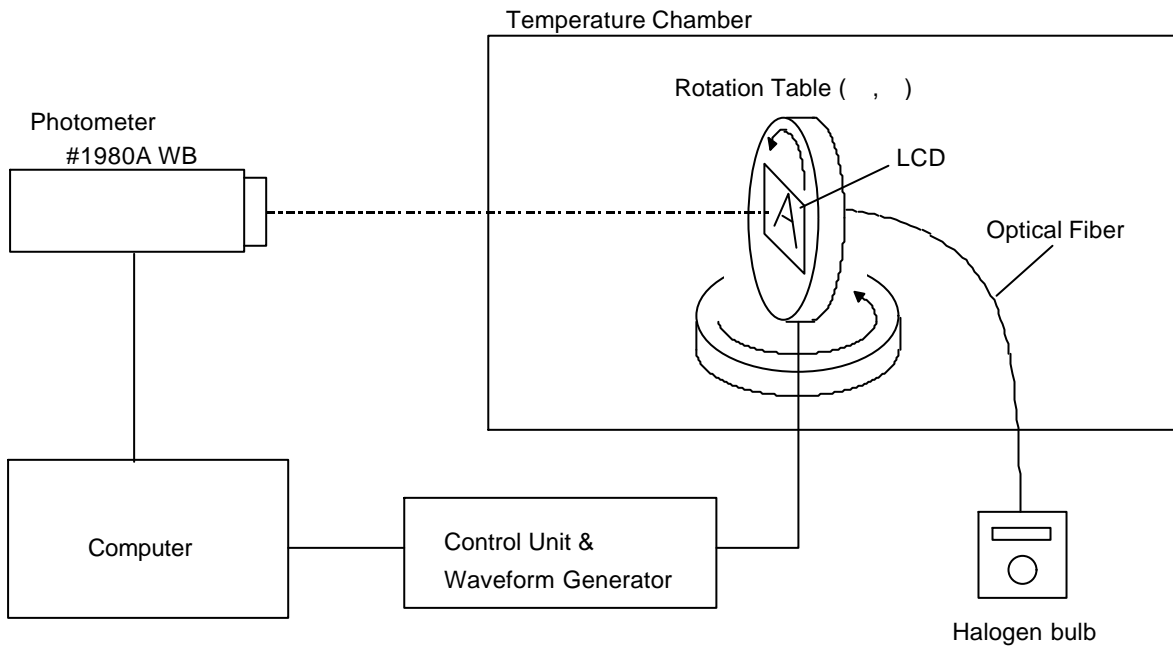 Temperature Chamber
Rotation Table ( , )
Photometer
#1980A WB
LCD
A
Optical Fiber
Computer
Control Unit &
Waveform Generator
Halogen bulb